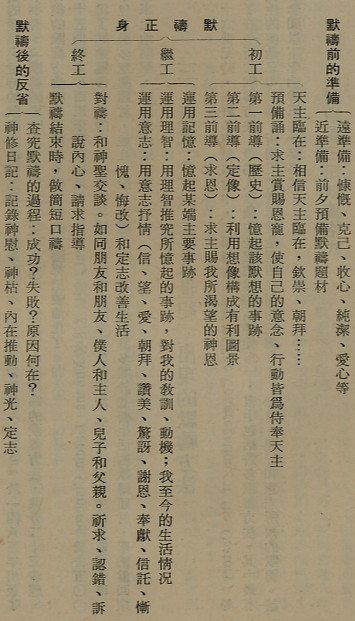 默禱前的準備
遠準備:慷慨、克己、收心、純潔、愛心等
近準備:前夕預備默禱題材
默禱正身
初工
天主臨在:相信天主臨在,欽崇、朝拜……
預備誦:求主賞賜恩寵,使自己的意念、行動皆爲侍奉天主
第一前導(歷史):憶起該默想的事跡
第二前導(定像):利用想像構成有利圖景
第三前導(求恩):求主賜我所渴望的神恩
繼工
運用記憶:憶起某端主要事跡
運用理智:用理智推究所憶起的事跡,對我的教訓、動機;我至今的生活情況
運用意志:用意志抒情(信、望、愛、朝拜、讚美、驚訝、謝恩、奉獻、信託、慚
愧、悔改)和定志改善生活
終工
對禱:和神聖交談。如同朋友和朋友、僕人和主人、兒子和父親。祈求、認錯、訴
說內心、請求指導
默禱結束時,做簡短口禱
默禱後的反省
查究默禱的過程:成功?失敗?原因何在?
神修日記:記錄神慰、神枯、內在推動、神光、定志